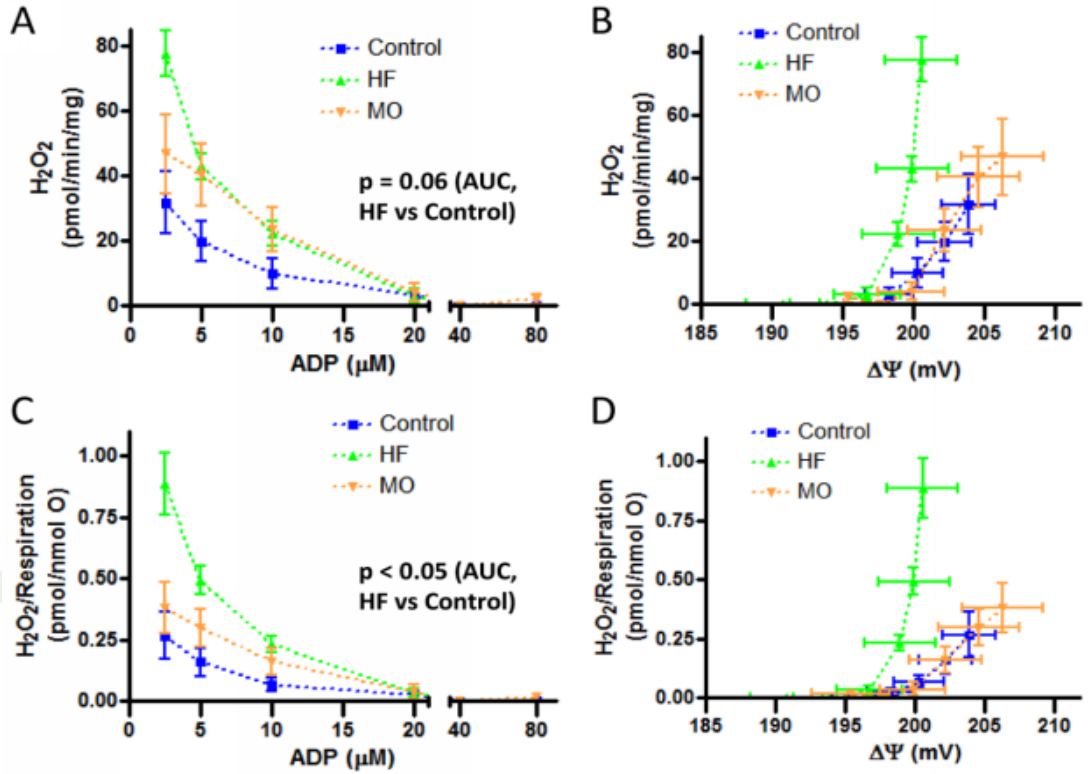 A
H₂O₂
(pmol/min/mg)
80
60
40
20
0
Control
HF
MO
p = 0.06 (AUC,
HF vs Control)
0 5 10 15 20 40 80
ADP (μM)
B
H₂O₂
(pmol/min/mg)
80
60
40
20
0
Control
HF
MO
185 190 195 200 205 210
ΔΨ (mV)
C
H₂O₂/Respiration
(pmol/nmol O)
1.00
0.75
0.50
0.25
0.00
Control
HF
MO
p < 0.05 (AUC,
HF vs Control)
0 5 10 15 20 40 80
ADP (μM)
D
H₂O₂/Respiration
(pmol/nmol O)
1.00
0.75
0.50
0.25
0.00
Control
HF
MO
185 190 195 200 205 210
ΔΨ (mV)